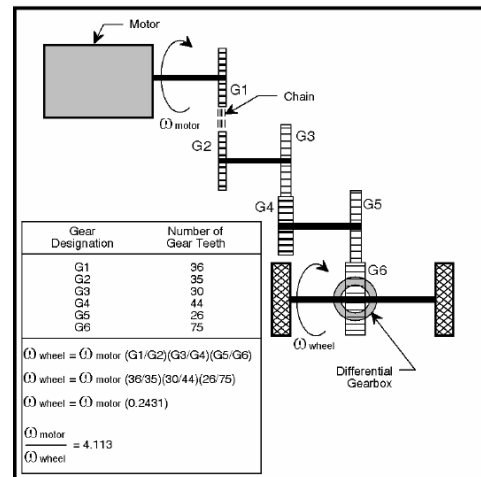 Motor
G1
Chain
ω motor
G2
G3
G4
G5
G6
ω wheel
Differential
Gearbox
Gear Designation Number of Gear Teeth
G1 36
G2 35
G3 30
G4 44
G5 26
G6 75
ω wheel = ω motor (G1/G2)(G3/G4)(G5/G6)
ω wheel = ω motor (36/35)(30/44)(26/75)
ω wheel = ω motor (0.2431)
ω motor
ω wheel = 4.113